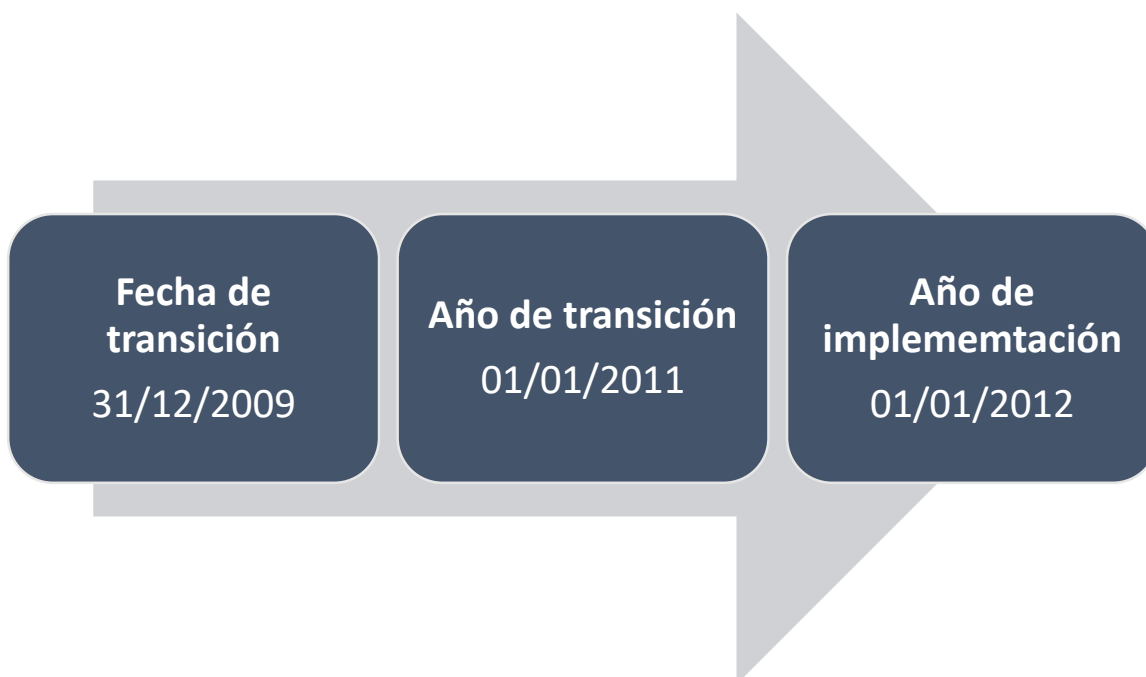 Fecha de
transición
31/12/2009
Año de transición
01/01/2011
Año de
implememtación
01/01/2012